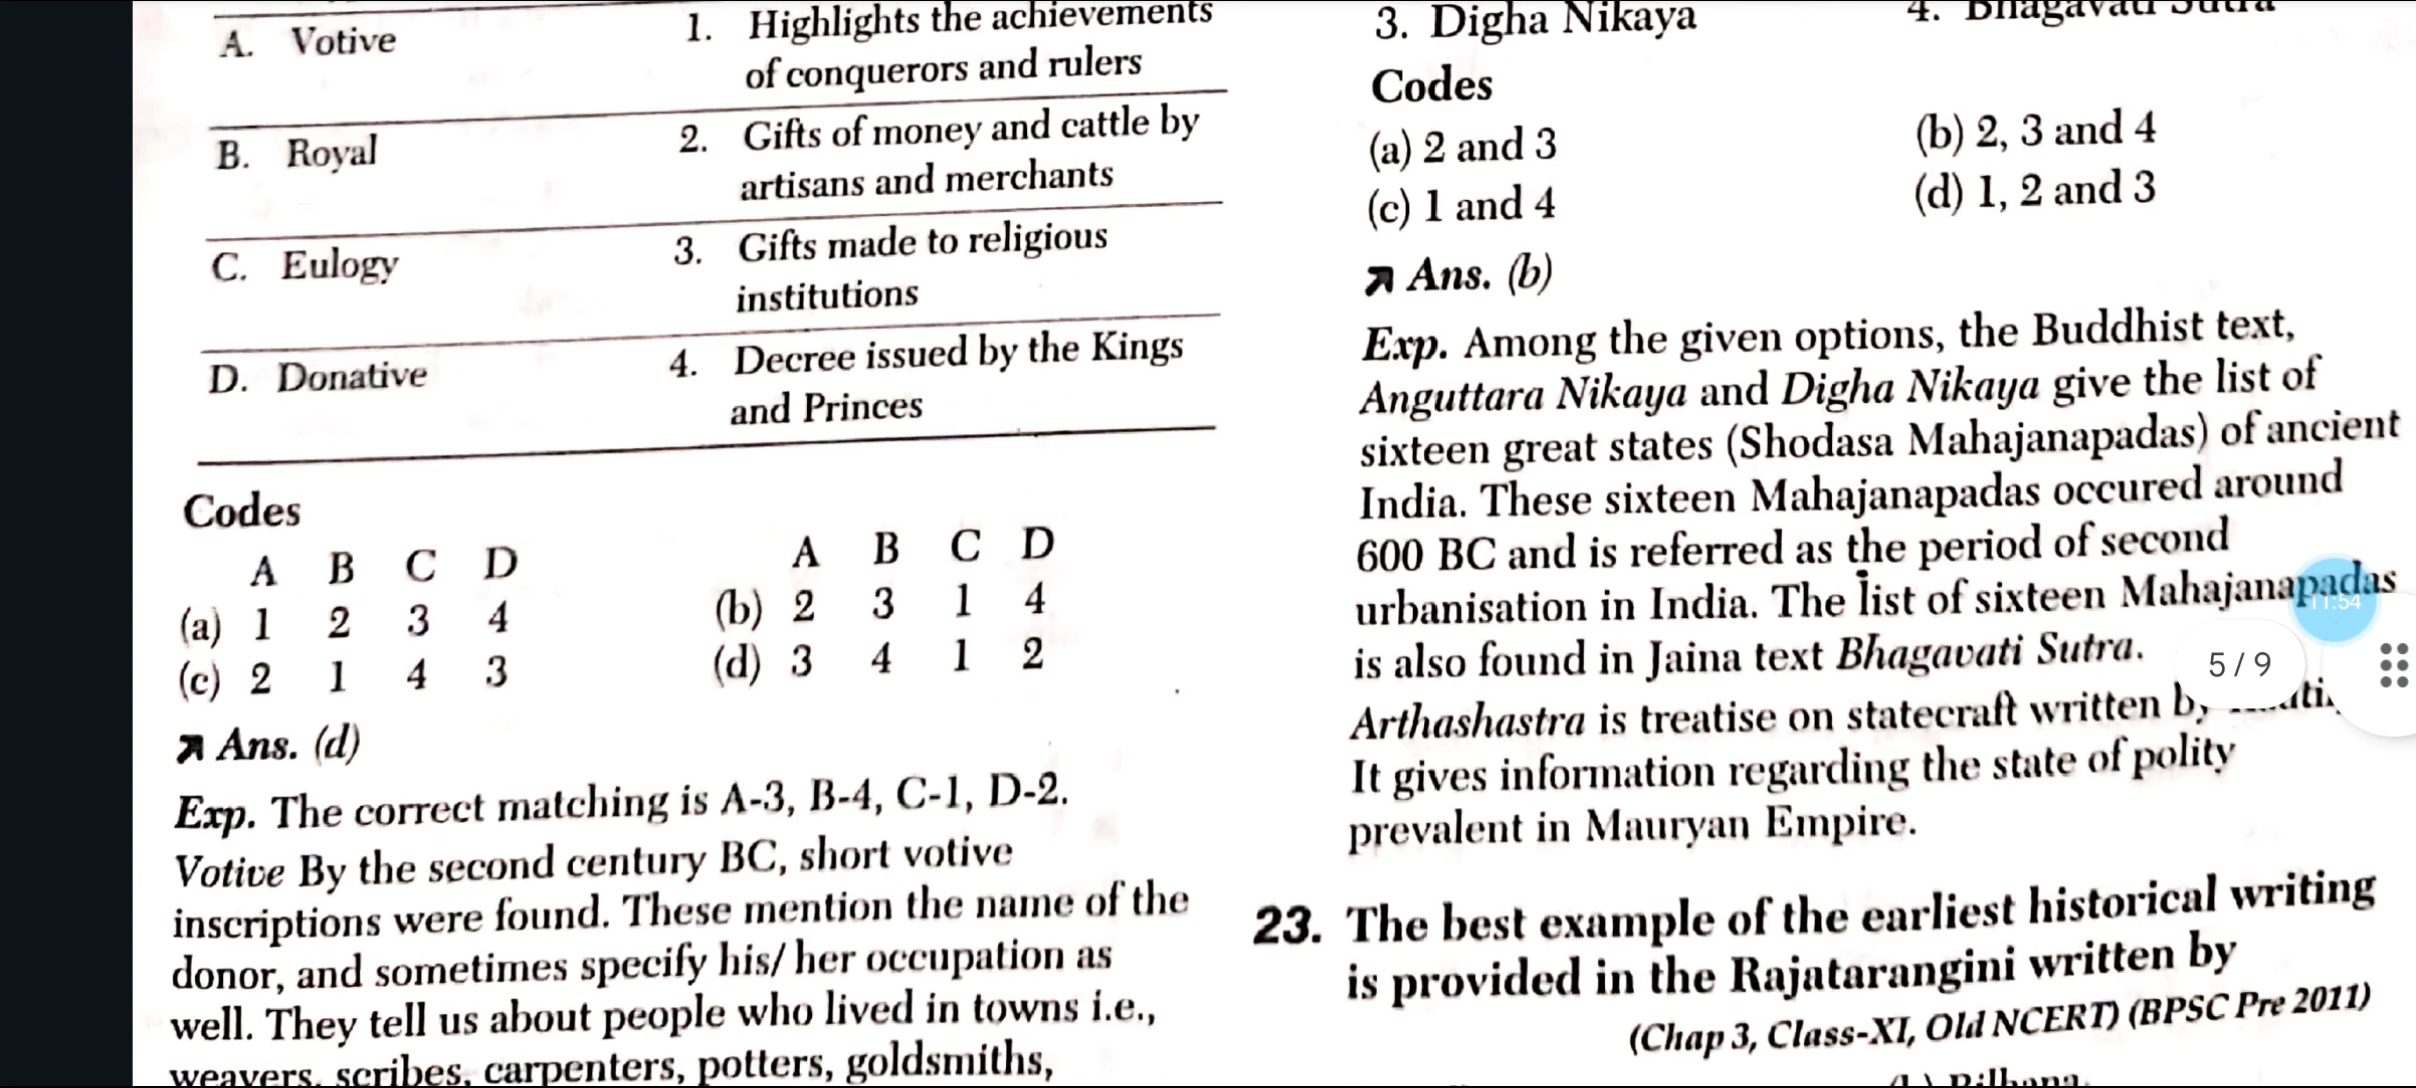 A. Votive
1. Highlights the achievements
of conquerors and rulers
B. Royal
2. Gifts of money and cattle by
artisans and merchants
C. Eulogy
3. Gifts made to religious
institutions
D. Donative
4. Decree issued by the Kings
and Princes
Codes
A B C D
(a) 1 2 3 4
(c) 2 1 4 3
A B C D
(b) 2 3 1 4
(d) 3 4 1 2
Ans. (d)
Exp. The correct matching is A-3, B-4, C-1, D-2.
Votive By the second century BC, short votive
inscriptions were found. These mention the name of the
donor, and sometimes specify his/ her occupation as
well. They tell us about people who lived in towns i.e.,
weavers, scribes, carpenters, potters, goldsmiths,
3. Digha Nikaya
4. Bhagavati Sutra
Codes
(a) 2 and 3
(b) 2, 3 and 4
(c) 1 and 4
(d) 1, 2 and 3
Ans. (b)
Exp. Among the given options, the Buddhist text,
Anguttara Nikaya and Digha Nikaya give the list of
sixteen great states (Shodasa Mahajanapadas) of ancient
India. These sixteen Mahajanapadas occured around
600 BC and is referred as the period of second
urbanisation in India. The list of sixteen Mahajanapadas
is also found in Jaina text Bhagavati Sutra.
Arthashastra is treatise on statecraft written
It gives information regarding the state of polity
prevalent in Mauryan Empire.
23. The best example of the earliest historical writing
is provided in the Rajatarangini written by
(Chap 3, Class-XI, Old NCERT) (BPSC Pre 2011)
Bilhana
11:54
5/9